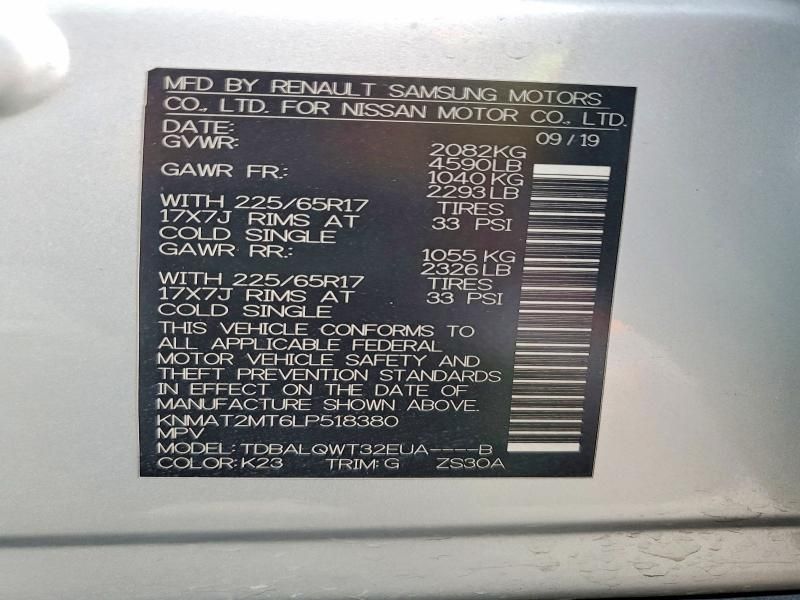 MFD BY RENAULT SAMSUNG MOTORS
CO., LTD. FOR NISSAN MOTOR CO., LTD.
DATE: 09/19
GVWR: 2082KG
4590LB
GAWR FR: 1040 KG
2293 LB
WITH 225/65R17 TIRES
17X7J RIMS AT 33 PSI
COLD SINGLE
GAWR RR: 1055 KG
2326 LB
WITH 225/65R17 TIRES
17X7J RIMS AT 33 PSI
COLD SINGLE
THIS VEHICLE CONFORMS TO
ALL APPLICABLE FEDERAL
MOTOR VEHICLE SAFETY AND
THEFT PREVENTION STANDARDS
IN EFFECT ON THE DATE OF
MANUFACTURE SHOWN ABOVE.
KNMAT2MT6LP518380
MPV
MODEL: TDBALQWT32EUA----B
COLOR: K23 TRIM: G ZS30A